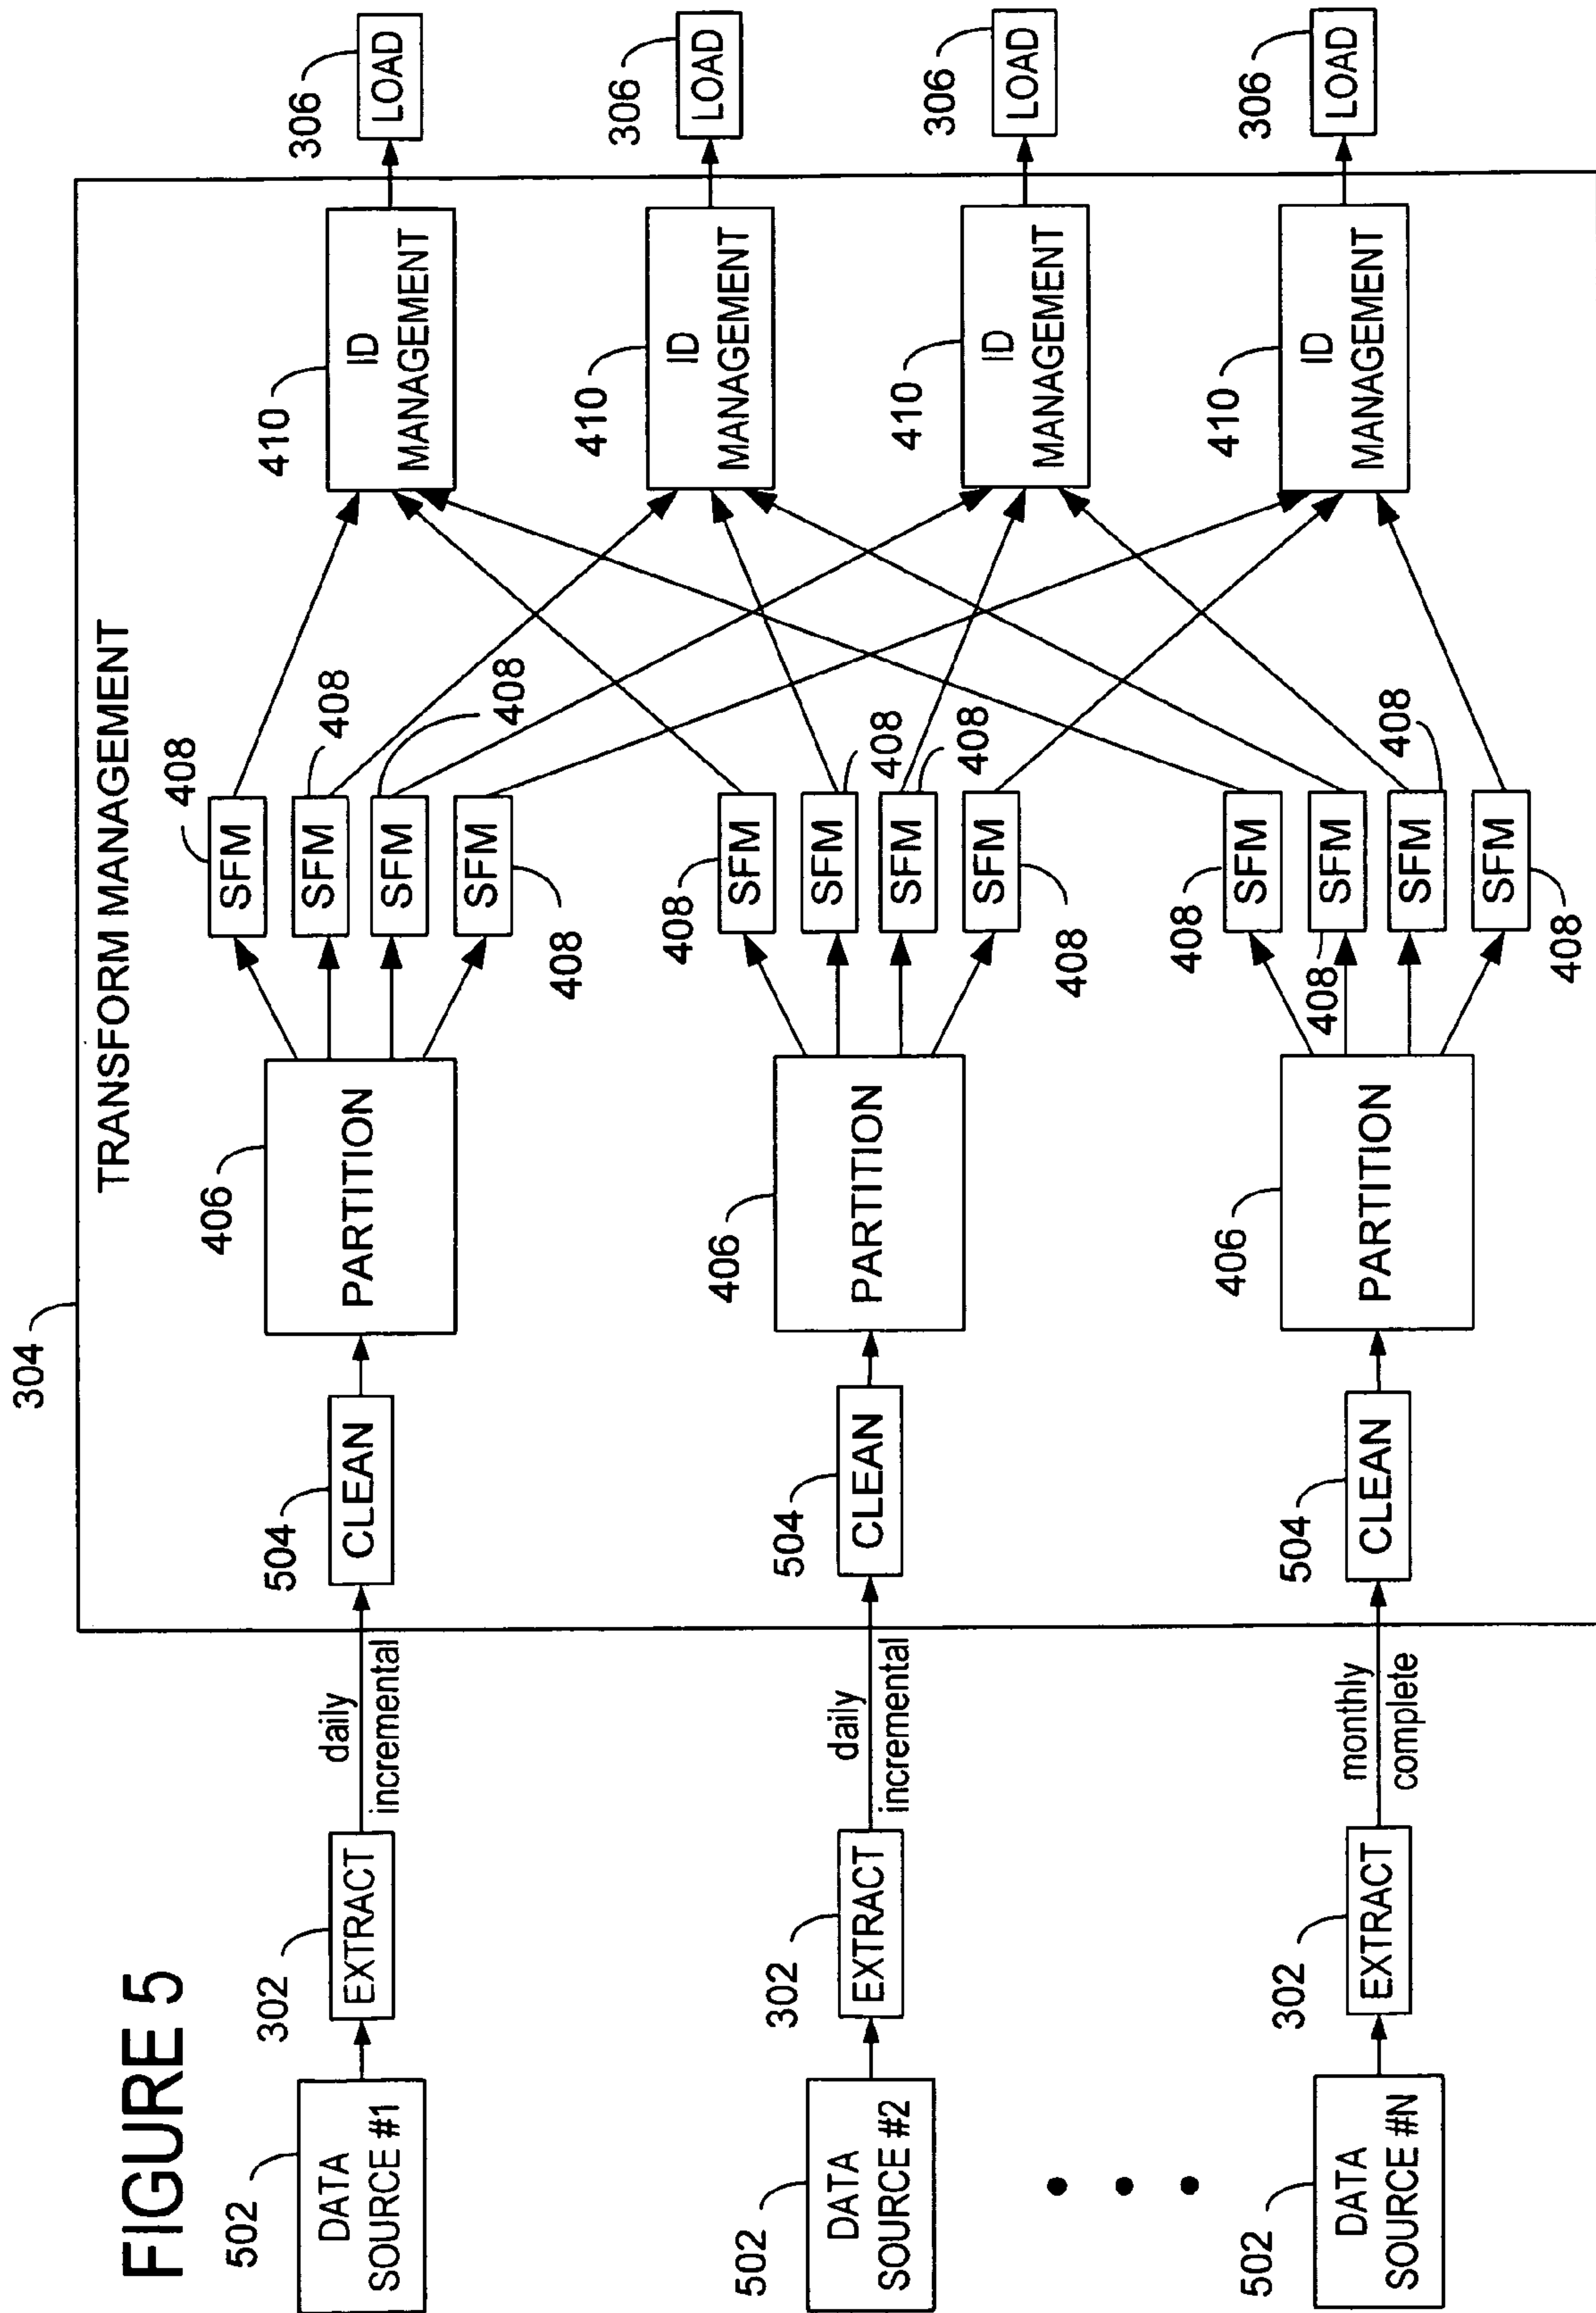 FIGURE 5
304
TRANSFORM MANAGEMENT
502
DATA
SOURCE #1
302
EXTRACT
daily
incremental
504
CLEAN
406
PARTITION
408
SFM
408
SFM
408
SFM
408
SFM
410
ID
MANAGEMENT
306
LOAD
502
DATA
SOURCE #2
302
EXTRACT
daily
incremental
504
CLEAN
406
PARTITION
408
SFM
408
SFM
408
SFM
408
SFM
410
ID
MANAGEMENT
306
LOAD
410
ID
MANAGEMENT
306
LOAD
502
DATA
SOURCE #N
302
EXTRACT
monthly
complete
504
CLEAN
406
PARTITION
408
SFM
408
SFM
408
SFM
408
SFM
410
ID
MANAGEMENT
306
LOAD